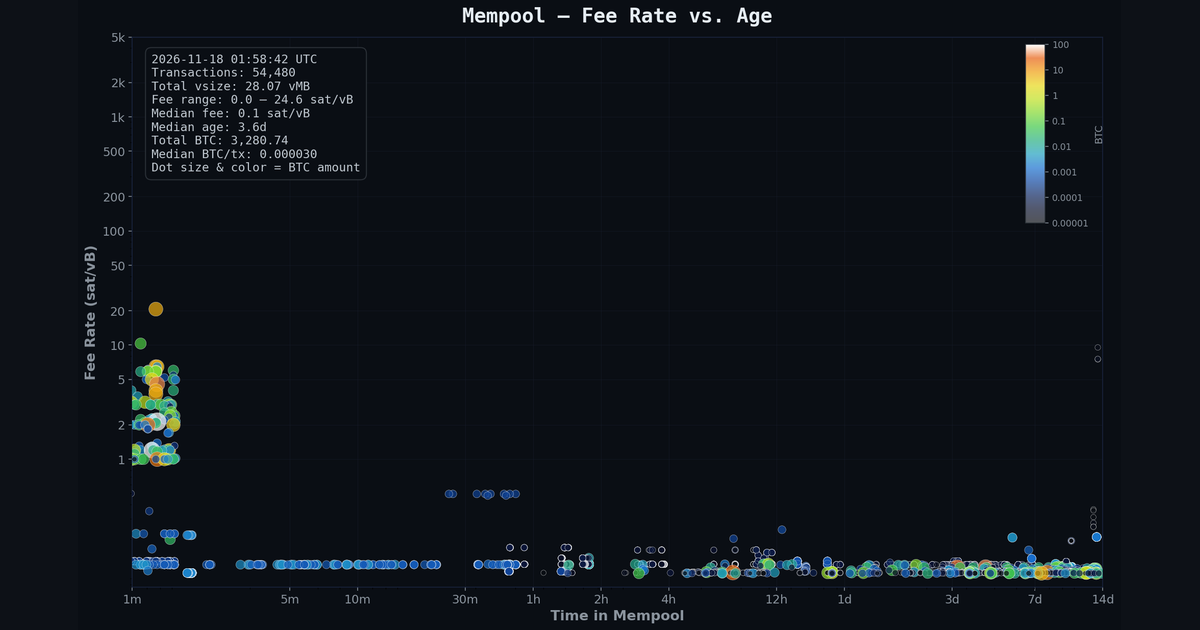 Mempool — Fee Rate vs. Age
2026-11-18 01:58:42 UTC
Transactions: 54,480
Total vsize: 28.07 vMB
Fee range: 0.0 — 24.6 sat/vB
Median fee: 0.1 sat/vB
Median age: 3.6d
Total BTC: 3,280.74
Median BTC/tx: 0.000030
Dot size & color = BTC amount
100
10
1
0.1
0.01
0.001
0.0001
0.00001
BTC
Fee Rate (sat/vB)
5k
2k
1k
500
200
100
50
20
10
5
2
1
1m
5m
10m
30m
1h
2h
4h
12h
1d
3d
7d
14d
Time in Mempool